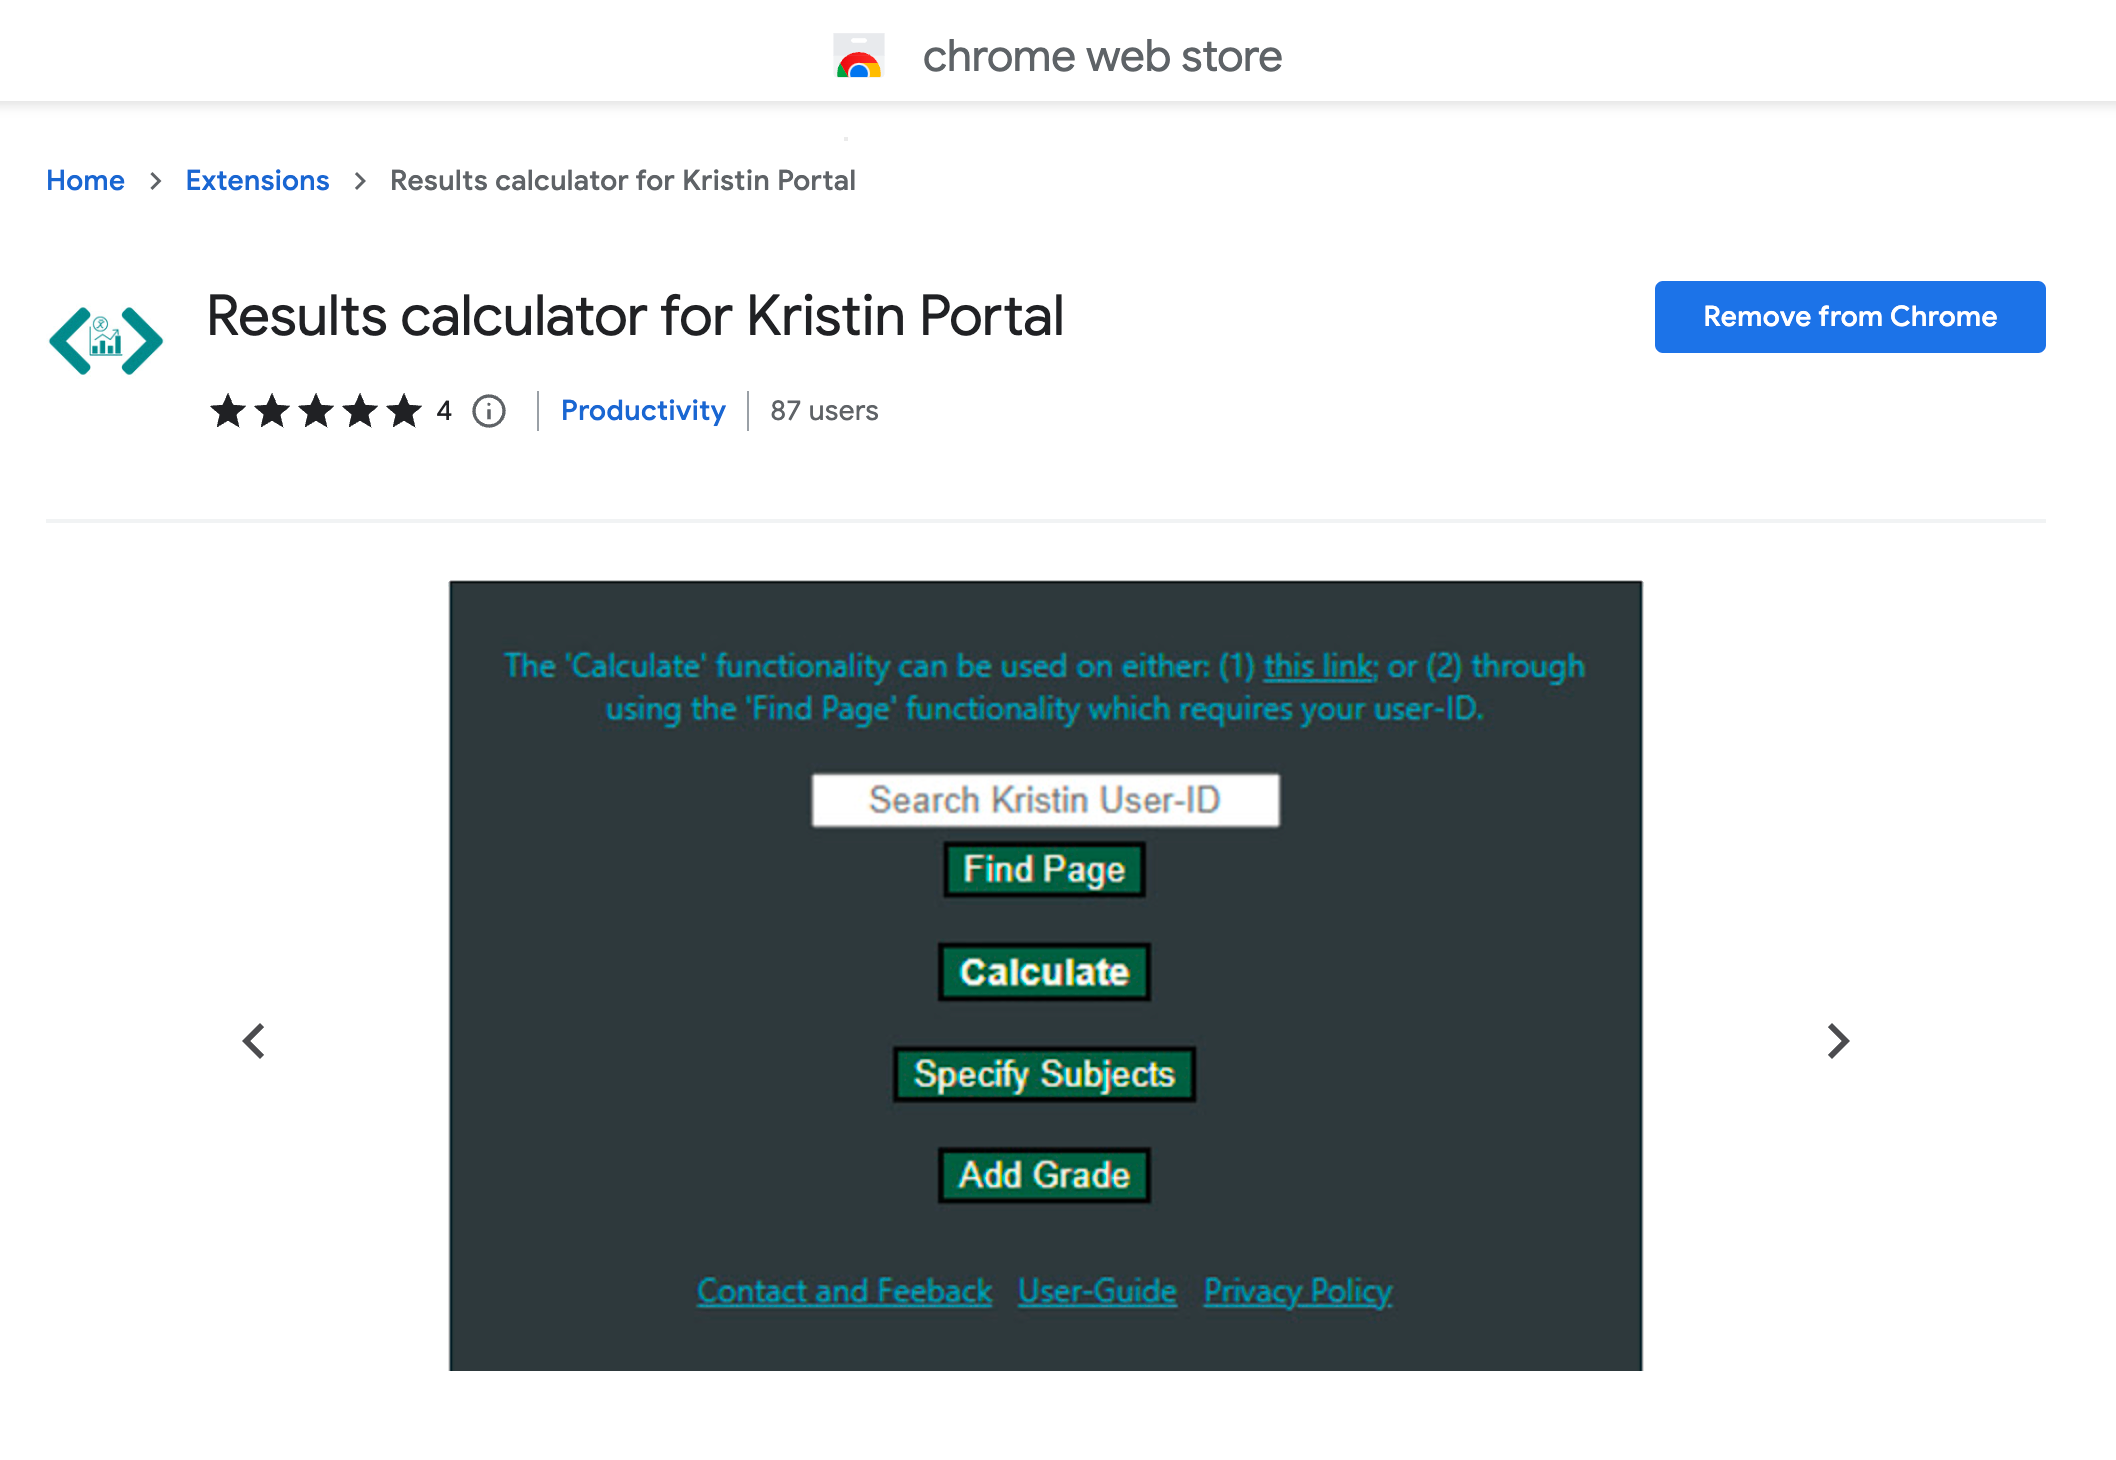 chrome web store
Home > Extensions > Results calculator for Kristin Portal
Results calculator for Kristin Portal
Remove from Chrome
4 Productivity 87 users
The 'Calculate' functionality can be used on either: (1) this link; or (2) through
using the 'Find Page' functionality which requires your user-ID.
Search Kristin User-ID
Find Page
Calculate
Specify Subjects
Add Grade
Contact and Feeback User-Guide Privacy Policy